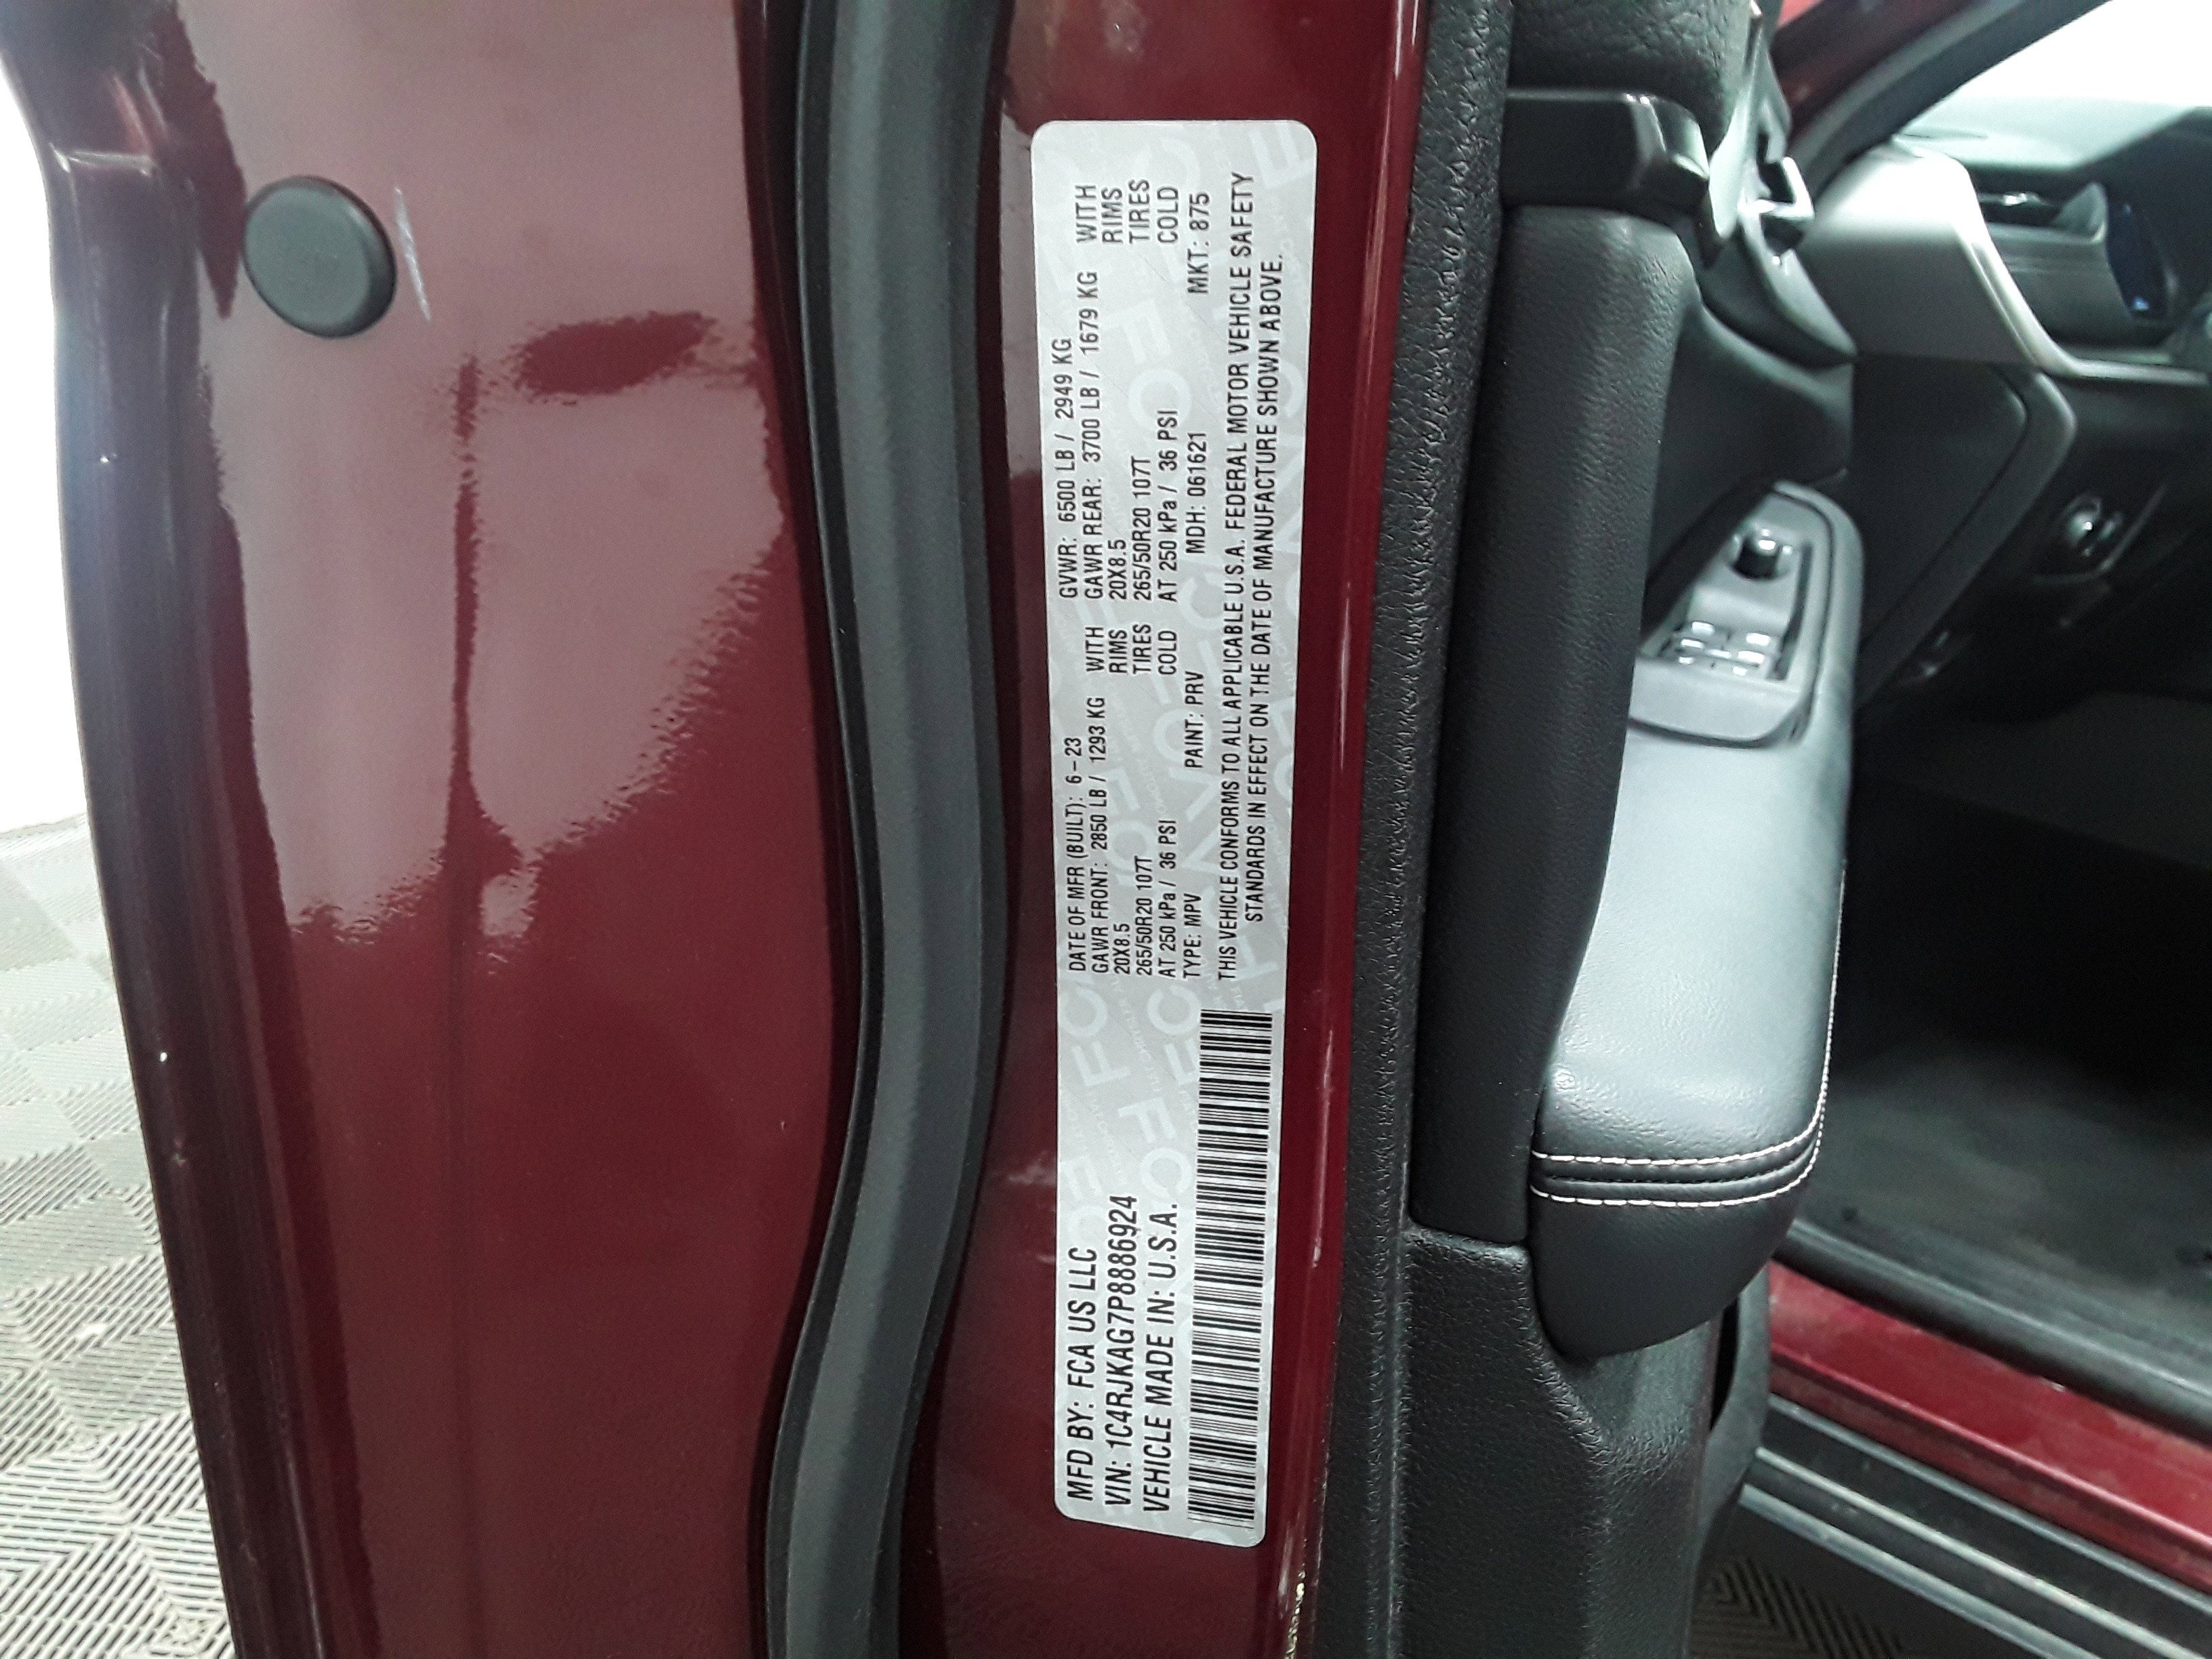 MFD BY: FCA US LLC
VIN: 1C4RJKAG7P8886924
VEHICLE MADE IN: U.S.A.
DATE OF MFR (BUILT): 6-23 GVWR: 6500 LB / 2949 KG
GAWR FRONT: 2850 LB / 1293 KG WITH GAWR REAR: 3700 LB / 1679 KG WITH
20X8.5 RIMS 20X8.5 RIMS
265/50R20 107T TIRES 265/50R20 107T TIRES
AT 250 kPa / 36 PSI COLD AT 250 kPa / 36 PSI COLD
TYPE: MPV PAINT: PRV MDH: 061621 MKT: 875
THIS VEHICLE CONFORMS TO ALL APPLICABLE U.S.A. FEDERAL MOTOR VEHICLE SAFETY
STANDARDS IN EFFECT ON THE DATE OF MANUFACTURE SHOWN ABOVE.